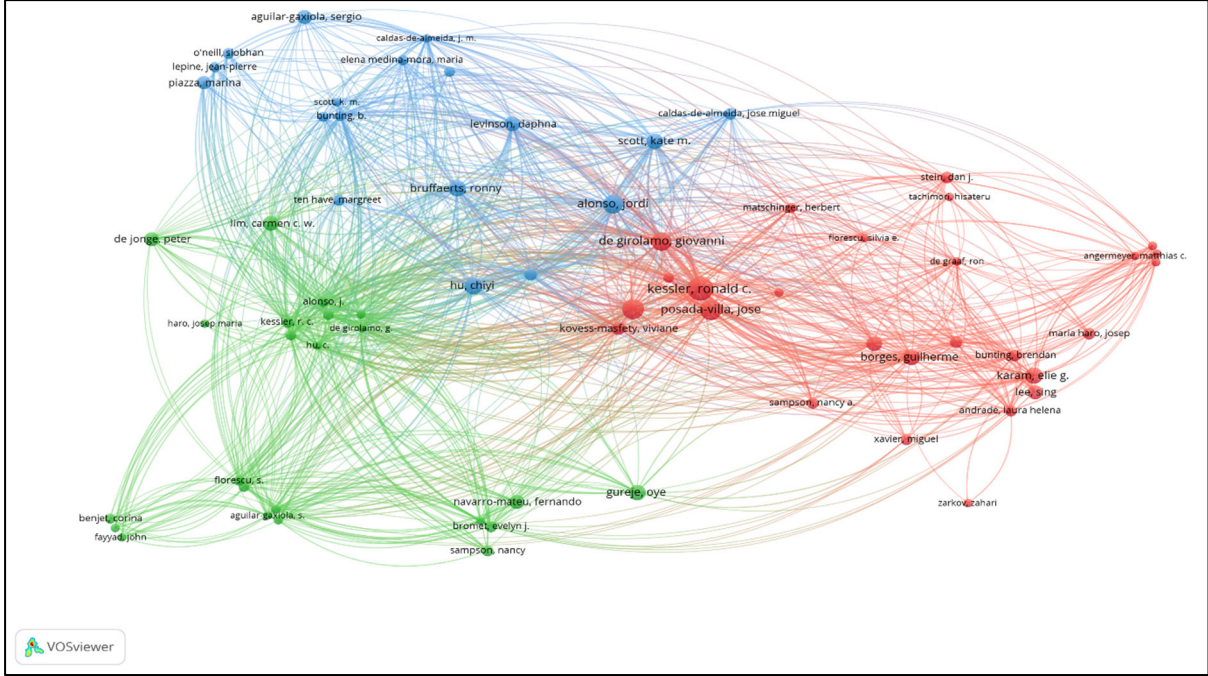 aguilar-gaxiola, sergio
caldas-de-almeida, j. m.
o'neill, siobhan
elena medina-mora, maria
lepine, jean-pierre
piazza, marina
scott, k. m.
bunting, b.
caldas-de-almeida, jose miguel
levinson, daphna
scott, kate m.
stein, dan j.
bruffaerts, ronny
tachimori, hisateru
ten have, margreet
alonso, jordi
matschinger, herbert
lim, carmen c. w.
de jonge, peter
de girolamo, giovanni
florescu, silvia e.
angermeyer, matthias c.
de graaf, ron
hu, chiyi
kessler, ronald c.
alonso, j.
posada-villa, jose
haro, josep maria
kessler, r. c.
de girolamo, g.
kovess-masfety, viviane
maria haro, josep
hu, c.
borges, guilherme
bunting, brendan
karam, elie g.
lee, sing
sampson, nancy a.
andrade, laura helena
xavier, miguel
florescu, s.
gureje, oye
navarro-mateu, fernando
zarkov, zahari
aguilar-gaxiola, s.
benjet, corina
bromet, evelyn j.
fayyad, john
sampson, nancy
VOSviewer